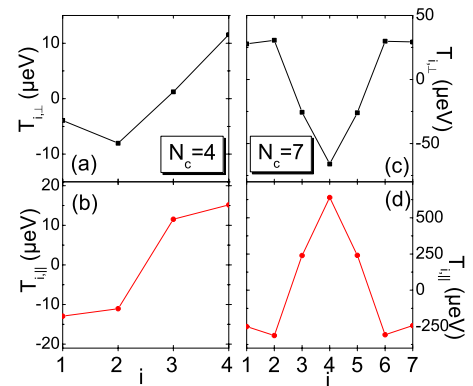 10
0
-10
T_{i,⊥} (μeV)
(a)
N_c=4
50
25
0
-25
-50
T_{i,⊥} (μeV)
N_c=7
(c)
20
10
0
-10
-20
T_{i,||} (μeV)
(b)
1 2 3 4
i
500
250
0
-250
T_{i,||} (μeV)
(d)
1 2 3 4 5 6 7
i